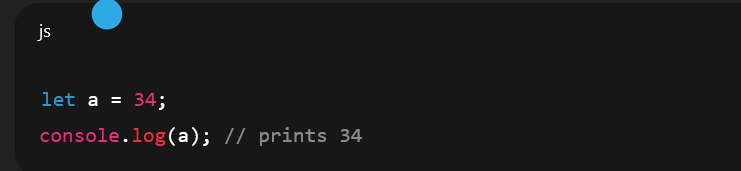 js
let a = 34;
console.log(a); // prints 34